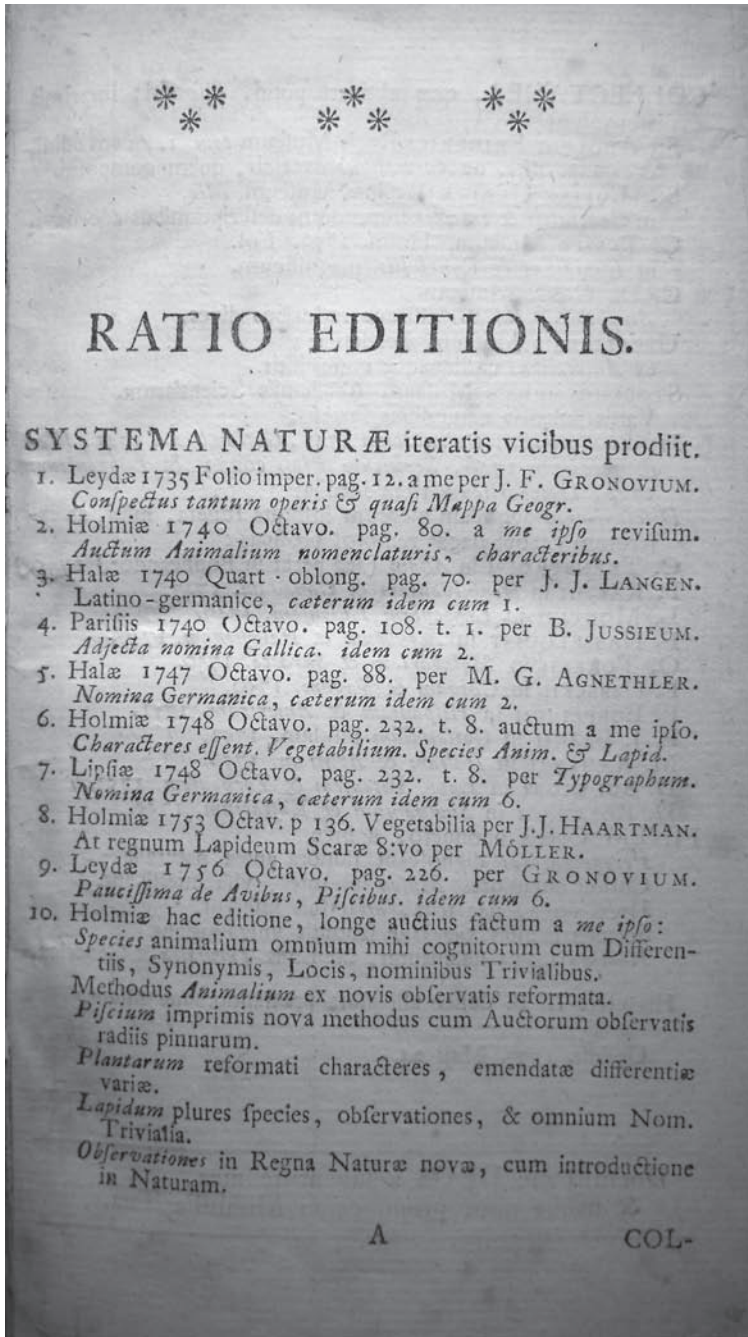 RATIO EDITIONIS.
SYSTEMA NATURÆ iteratis vicibus prodiit.
1. Leydæ 1735 Folio imper. pag. 12. a me per J. F. GRONOVIUM.
Conſpectus tantum operis & quaſi Mappa Geogr.
2. Holmiæ 1740 Octavo. pag. 80. a me ipſo reviſum.
Auctum Animalium nomenclaturis, characteribus.
3. Halæ 1740 Quart. oblong. pag. 70. per J. J. LANGEN.
Latino-germanice, cæterum idem cum 1.
4. Pariſiis 1740 Octavo. pag. 108. t. 1. per B. JUSSIEUM.
Adjecta nomina Gallica. idem cum 2.
5. Halæ 1747 Octavo. pag. 88. per M. G. AGNETHLER.
Nomina Germanica, cæterum idem cum 2.
6. Holmiæ 1748 Octavo. pag. 232. t. 8. auctum a me ipſo.
Characteres eſſent. Vegetabilium. Species Anim. & Lapid.
7. Lipſiæ 1748 Octavo. pag. 232. t. 8. per Typographum.
Nomina Germanica, cæterum idem cum 6.
8. Holmiæ 1753 Octav. p 136. Vegetabilia per J.J. HAARTMAN.
At regnum Lapideum Scaræ 8:vo per MÖLLER.
9. Leydæ 1756 Octavo. pag. 226. per GRONOVIUM.
Pauciſſima de Avibus, Piſcibus. idem cum 6.
10. Holmiæ hac editione, longe auctius factum a me ipſo:
Species animalium omnium mihi cognitorum cum Differen-
tiis, Synonymis, Locis, nominibus Trivialibus.
Methodus Animalium ex novis obſervatis reformata.
Piſcium imprimis nova methodus cum Auctorum obſervatis
radiis pinnarum.
Plantarum reformati characteres, emendatæ differentiæ
variæ.
Lapidum plures ſpecies, obſervationes, & omnium Nom.
Trivialia.
Obſervationes in Regna Naturæ novæ, cum introductione
in Naturam.
A COL-